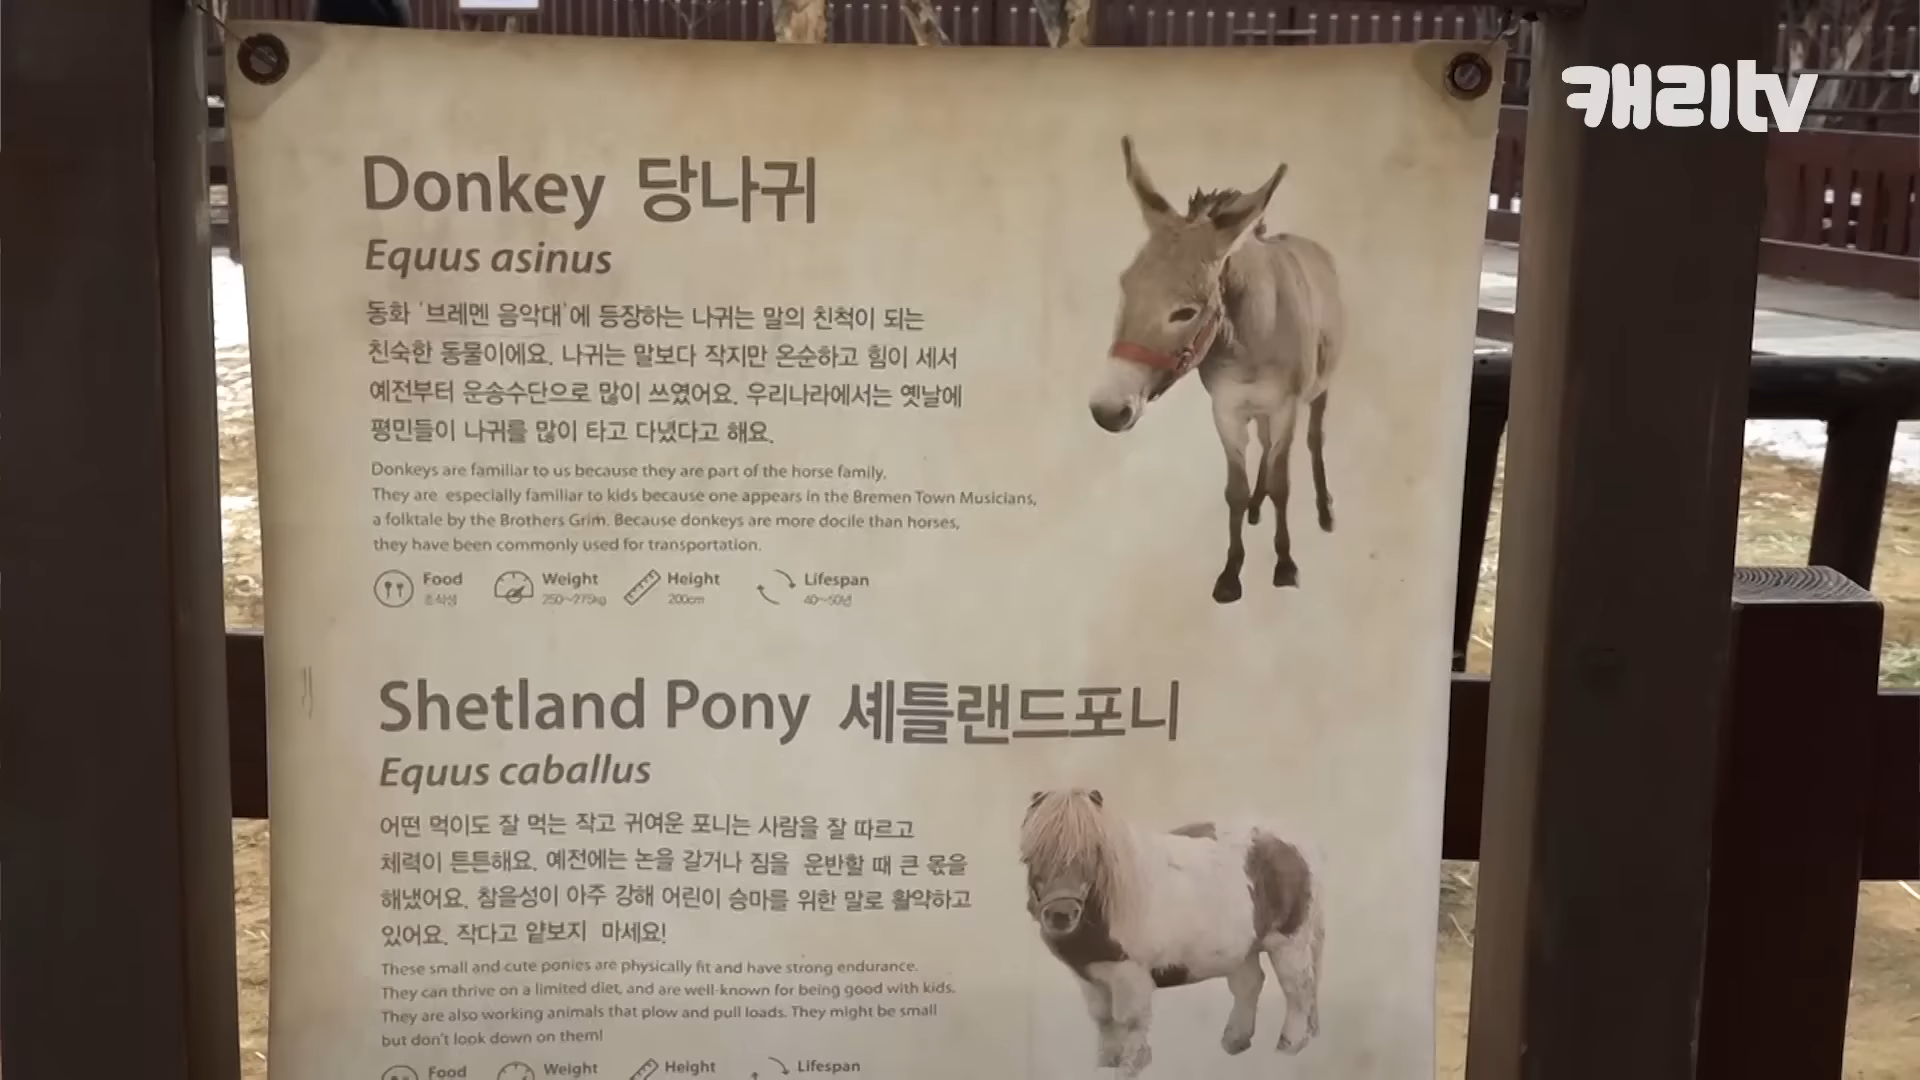 캐리tv
Donkey 당나귀
Equus asinus
동화 '브레멘 음악대'에 등장하는 나귀는 말의 친척이 되는
친숙한 동물이에요. 나귀는 말보다 작지만 온순하고 힘이 세서
예전부터 운송수단으로 많이 쓰였어요. 우리나라에서는 옛날에
평민들이 나귀를 많이 타고 다녔다고 해요.
Donkeys are familiar to us because they are part of the horse family.
They are especially familiar to kids because one appears in the Bremen Town Musicians,
a folktale by the Brothers Grim. Because donkeys are more docile than horses,
they have been commonly used for transportation.
Food Weight Height Lifespan
초식성 250~275kg 200cm 40~50년
Shetland Pony 셰틀랜드포니
Equus caballus
어떤 먹이도 잘 먹는 작고 귀여운 포니는 사람을 잘 따르고
체력이 튼튼해요. 예전에는 논을 갈거나 짐을 운반할 때 큰 몫을
해냈어요. 참을성이 아주 강해 어린이 승마를 위한 말로 활약하고
있어요. 작다고 얕보지 마세요!
These small and cute ponies are physically fit and have strong endurance.
They can thrive on a limited diet, and are well-known for being good with kids.
They are also working animals that plow and pull loads. They might be small
but don't look down on them!
Food Weight Height Lifespan